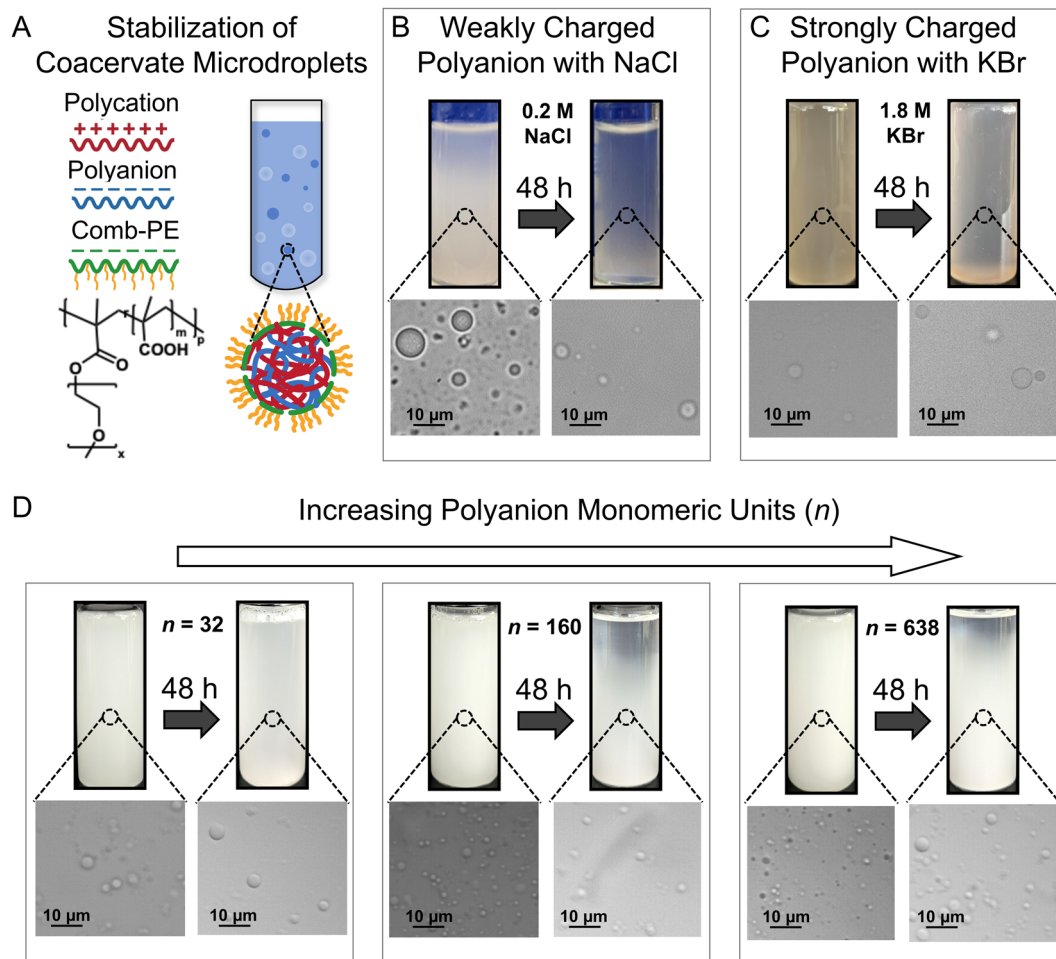 A
Stabilization of
Coacervate Microdroplets
Polycation
++++++
Polyanion
Comb-PE
m
p
COOH
O
O
O
x
B
Weakly Charged
Polyanion with NaCl
0.2 M
NaCl
48 h
10 μm
10 μm
C
Strongly Charged
Polyanion with KBr
1.8 M
KBr
48 h
10 μm
10 μm
D
Increasing Polyanion Monomeric Units (n)
n = 32
48 h
10 μm
10 μm
n = 160
48 h
10 μm
10 μm
n = 638
48 h
10 μm
10 μm